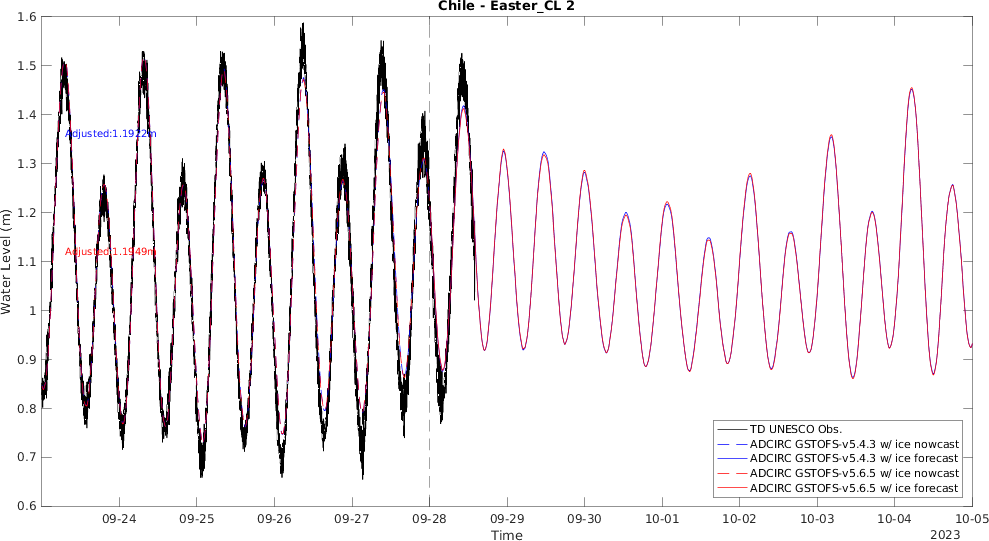 Chile - Easter_CL 2
Water Level (m)
1.6
1.5
1.4
1.3
1.2
1.1
1
0.9
0.8
0.7
0.6
Adjusted:1.1922m
Adjusted:1.1949m
TD UNESCO Obs.
ADCIRC GSTOFS-v5.4.3 w/ ice nowcast
ADCIRC GSTOFS-v5.4.3 w/ ice forecast
ADCIRC GSTOFS-v5.6.5 w/ ice nowcast
ADCIRC GSTOFS-v5.6.5 w/ ice forecast
09-24 09-25 09-26 09-27 09-28 09-29 09-30 10-01 10-02 10-03 10-04 10-05
Time
2023